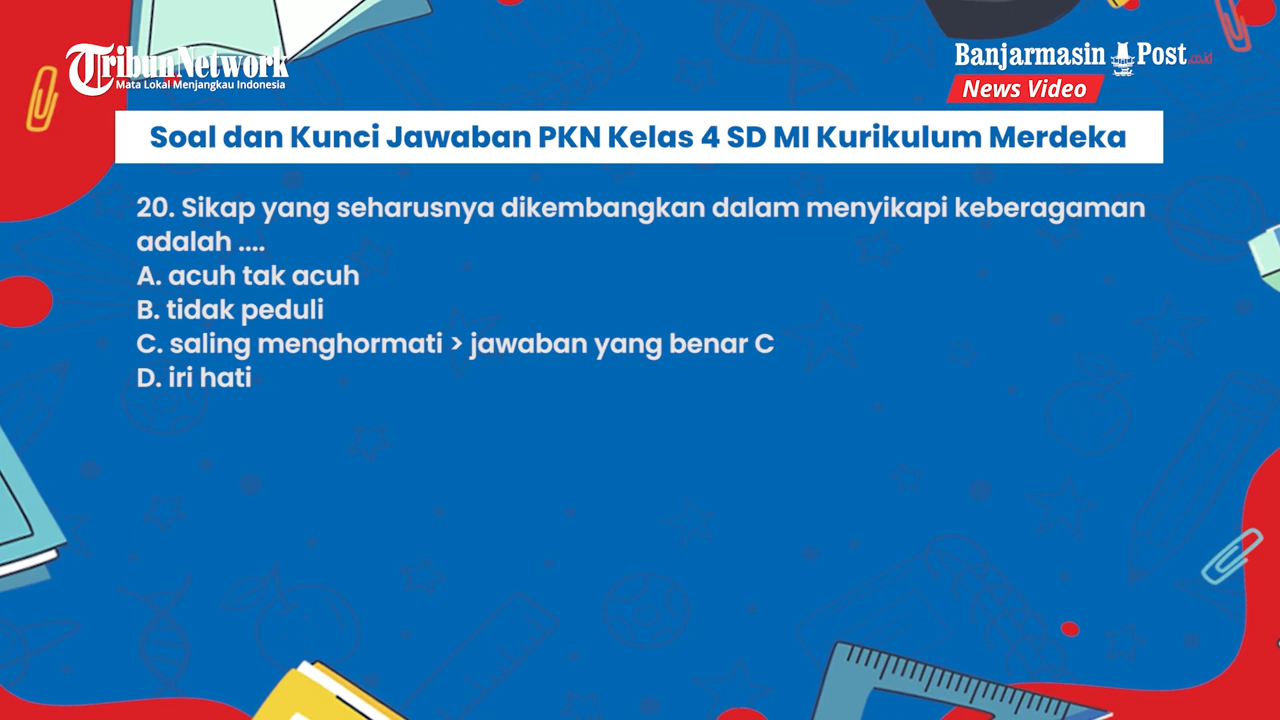 TribunNetwork
Mata Lokal Menjangkau Indonesia
Banjarmasin Post.co.id
News Video
Soal dan Kunci Jawaban PKN Kelas 4 SD MI Kurikulum Merdeka
20. Sikap yang seharusnya dikembangkan dalam menyikapi keberagaman
adalah ....
A. acuh tak acuh
B. tidak peduli
C. saling menghormati > jawaban yang benar C
D. iri hati